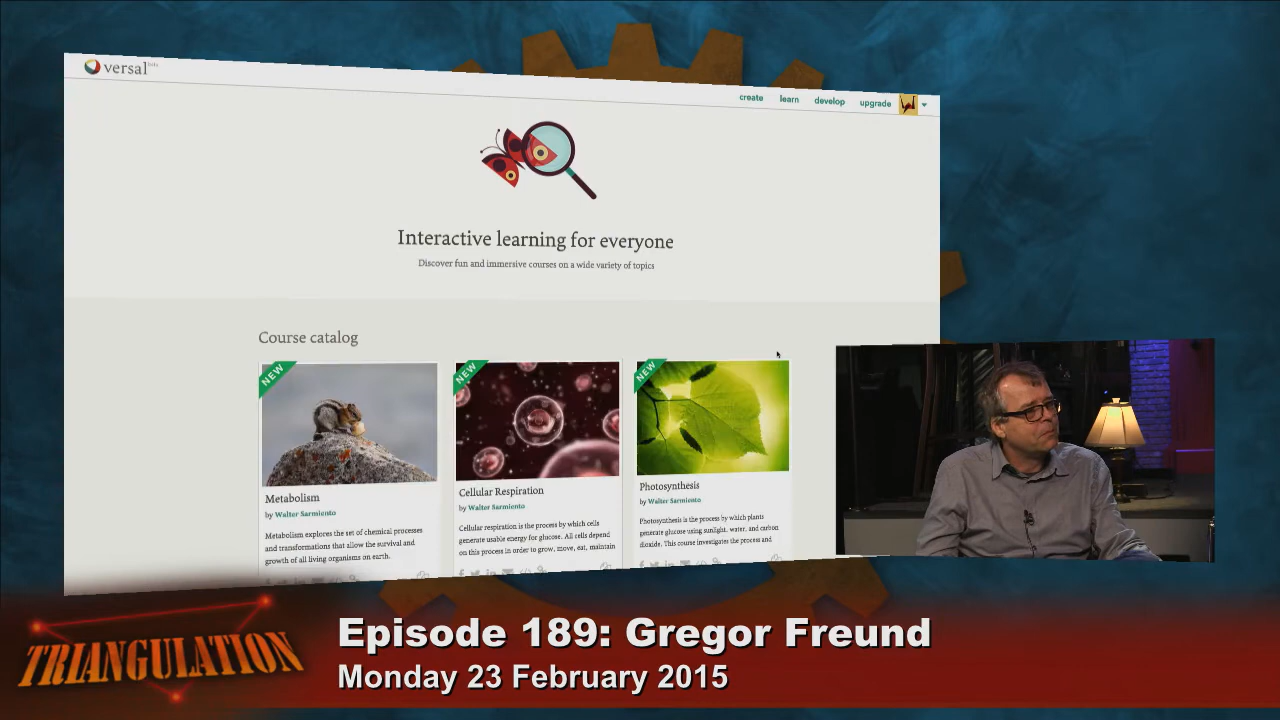 versal beta
create learn develop upgrade
Interactive learning for everyone
Discover fun and immersive courses on a wide variety of topics
Course catalog
NEW NEW NEW
Metabolism
by Walter Sarmiento
Metabolism explores the set of chemical processes
and transformations that allow the survival and
growth of all living organisms on earth.
Cellular Respiration
by Walter Sarmiento
Cellular respiration is the process by which cells
generate usable energy for glucose. All cells depend
on this process in order to grow, move, eat, maintain
Photosynthesis
by Walter Sarmiento
Photosynthesis is the process by which plants
generate glucose using sunlight, water, and carbon
dioxide. This course investigates the process and
TRIANGULATION
Episode 189: Gregor Freund
Monday 23 February 2015